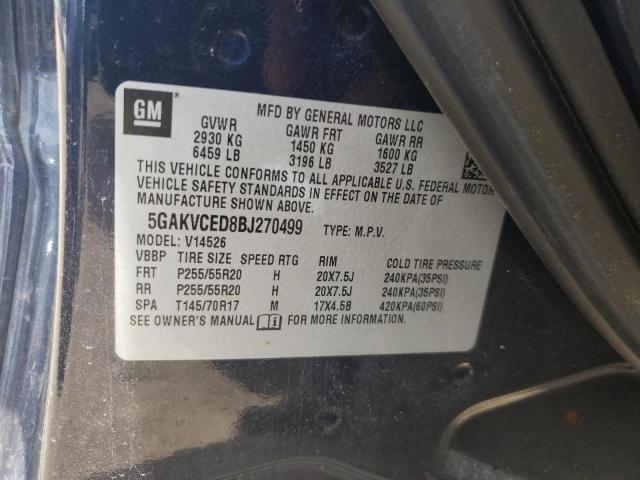 GM
MFD BY GENERAL MOTORS LLC
GVWR GAWR FRT GAWR RR
2930 KG 1450 KG 1600 KG
6459 LB 3196 LB 3527 LB
THIS VEHICLE CONFORMS TO ALL APPLICABLE U.S. FEDERAL MOTOR
VEHICLE SAFETY STANDARDS IN EFFECT ON THE DATE OF
MANUFACTURE SHOWN ABOVE.
5GAKVCED8BJ270499 TYPE: M.P.V.
MODEL: V14526
VBBP TIRE SIZE SPEED RTG RIM COLD TIRE PRESSURE
FRT P255/55R20 H 20X7.5J 240KPA(35PSI)
RR P255/55R20 H 20X7.5J 240KPA(35PSI)
SPA T145/70R17 M 17X4.5B 420KPA(60PSI)
SEE OWNER'S MANUAL FOR MORE INFORMATION.